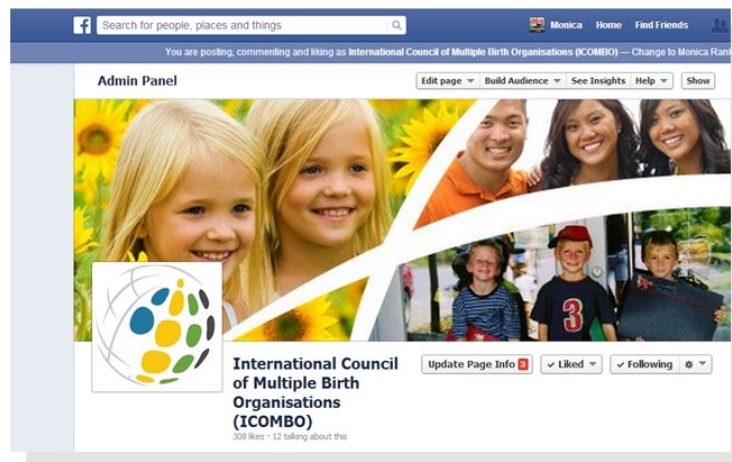 f Search for people, places and things Monica Home Find Friends
You are posting, commenting and liking as International Council of Multiple Birth Organisations (ICOMBO) — Change to Monica Rank
Admin Panel Edit page Build Audience See Insights Help Show
3
International Council
of Multiple Birth
Organisations
(ICOMBO)
Update Page Info 3 ✓ Liked ✓ Following
308 likes · 12 talking about this